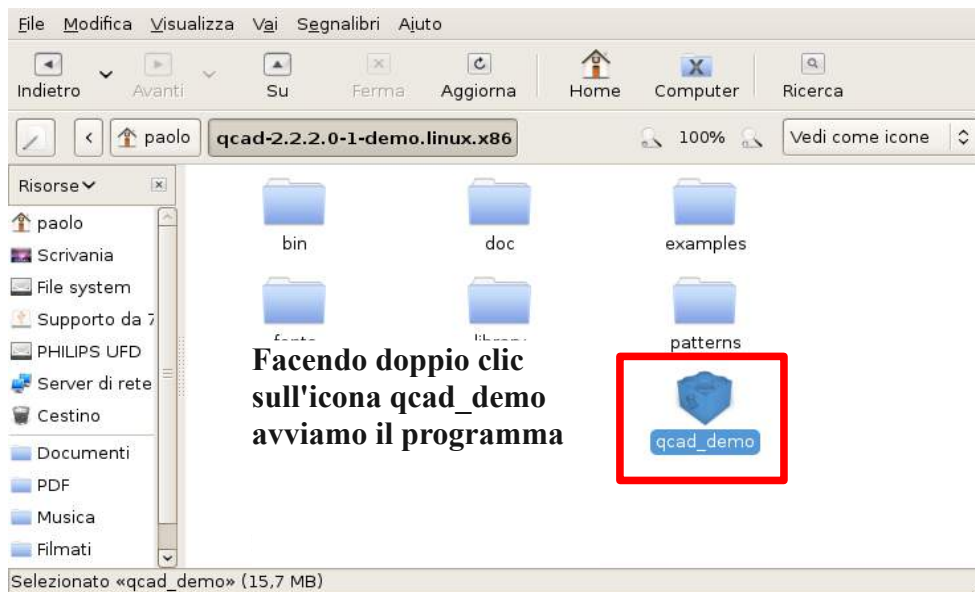 File Modifica Visualizza Vai Segnalibri Aiuto
Indietro Avanti Su Ferma Aggiorna Home Computer Ricerca
paolo qcad-2.2.2.0-1-demo.linux.x86 100% Vedi come icone
Risorse
paolo
Scrivania
File system
Supporto da 7
PHILIPS UFD
Server di rete
Cestino
Documenti
PDF
Musica
Filmati
bin doc examples
patterns
Facendo doppio clic
sull'icona qcad_demo
avviamo il programma
qcad_demo
Selezionato «qcad_demo» (15,7 MB)